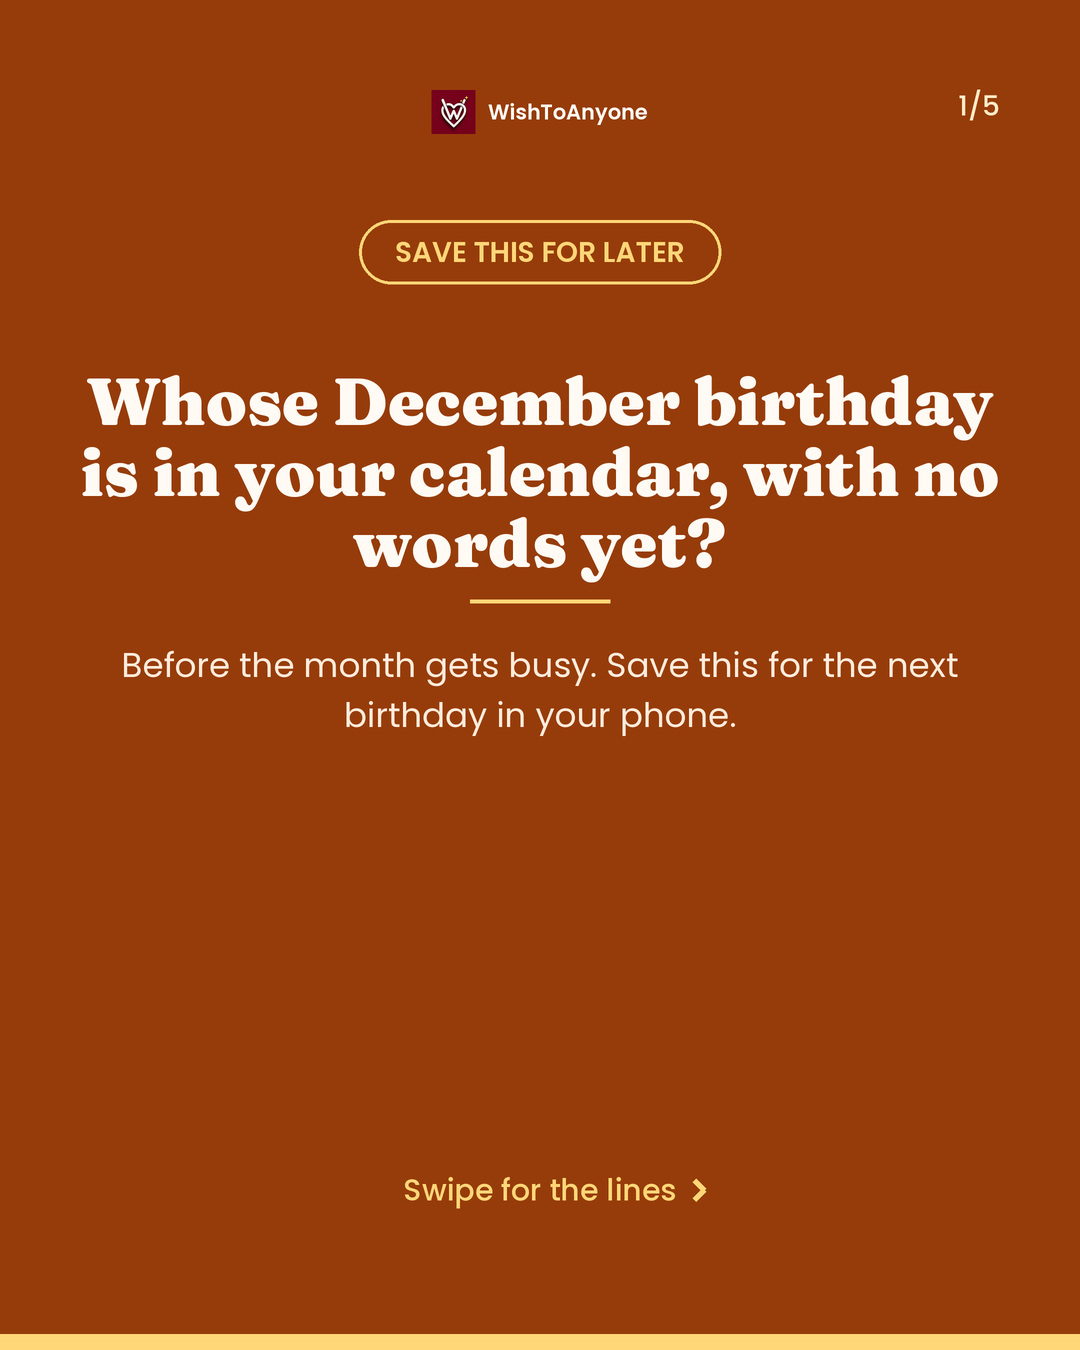 WishToAnyone
1/5
SAVE THIS FOR LATER
Whose December birthday
is in your calendar, with no
words yet?
Before the month gets busy. Save this for the next
birthday in your phone.
Swipe for the lines